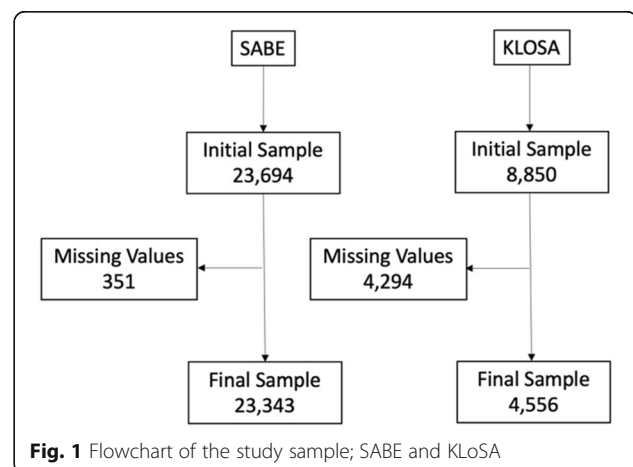 SABE
Initial Sample
23,694
Missing Values
351
Final Sample
23,343
KLOSA
Initial Sample
8,850
Missing Values
4,294
Final Sample
4,556
Fig. 1 Flowchart of the study sample; SABE and KLoSA